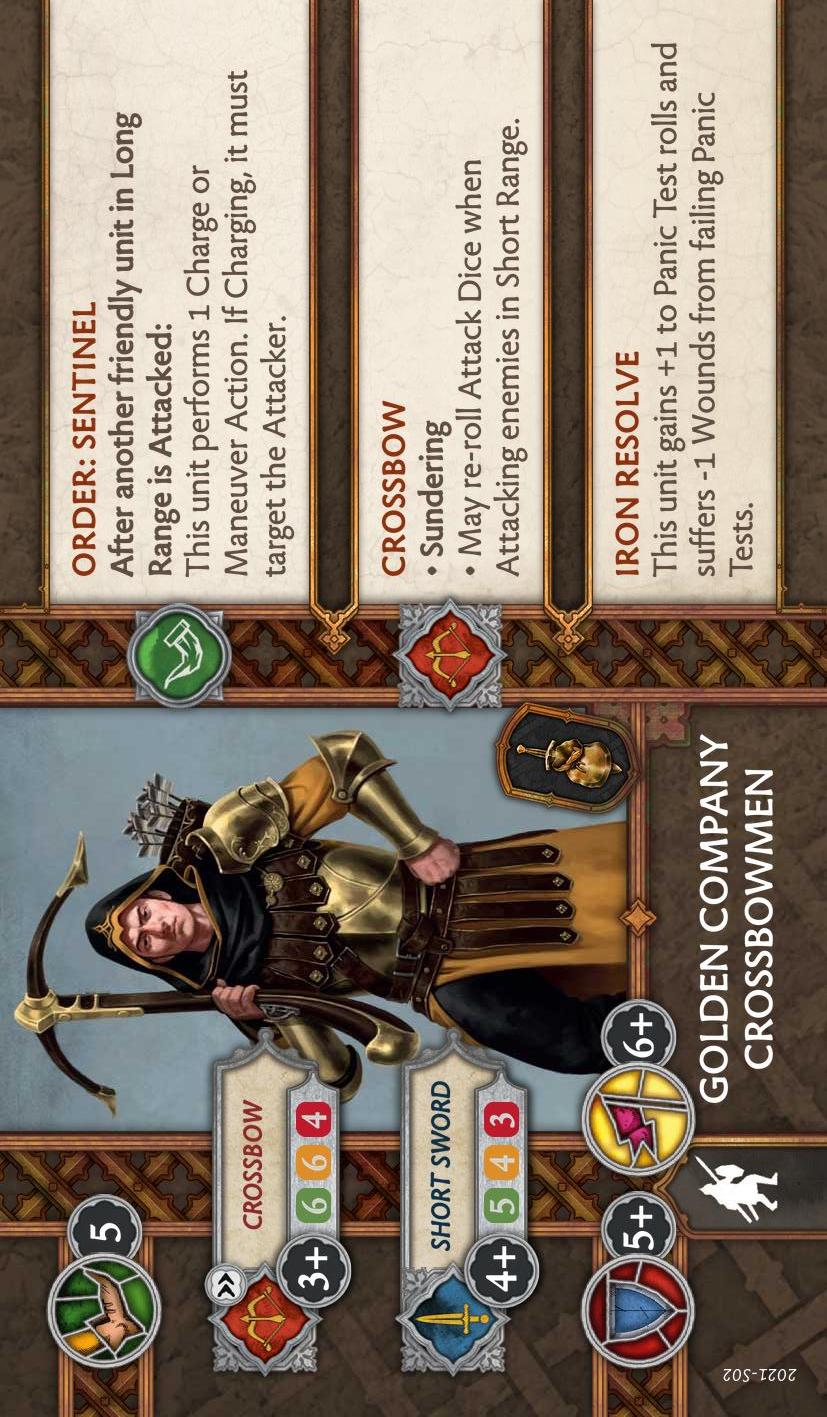 5
CROSSBOW
3+
6 6 4
SHORT SWORD
4+
5 4 3
5+
6+
GOLDEN COMPANY
CROSSBOWMEN
2021-S02
ORDER: SENTINEL
After another friendly unit in Long
Range is Attacked:
This unit performs 1 Charge or
Maneuver Action. If Charging, it must
target the Attacker.
CROSSBOW
• Sundering
• May re-roll Attack Dice when
Attacking enemies in Short Range.
IRON RESOLVE
This unit gains +1 to Panic Test rolls and
suffers -1 Wounds from failing Panic
Tests.